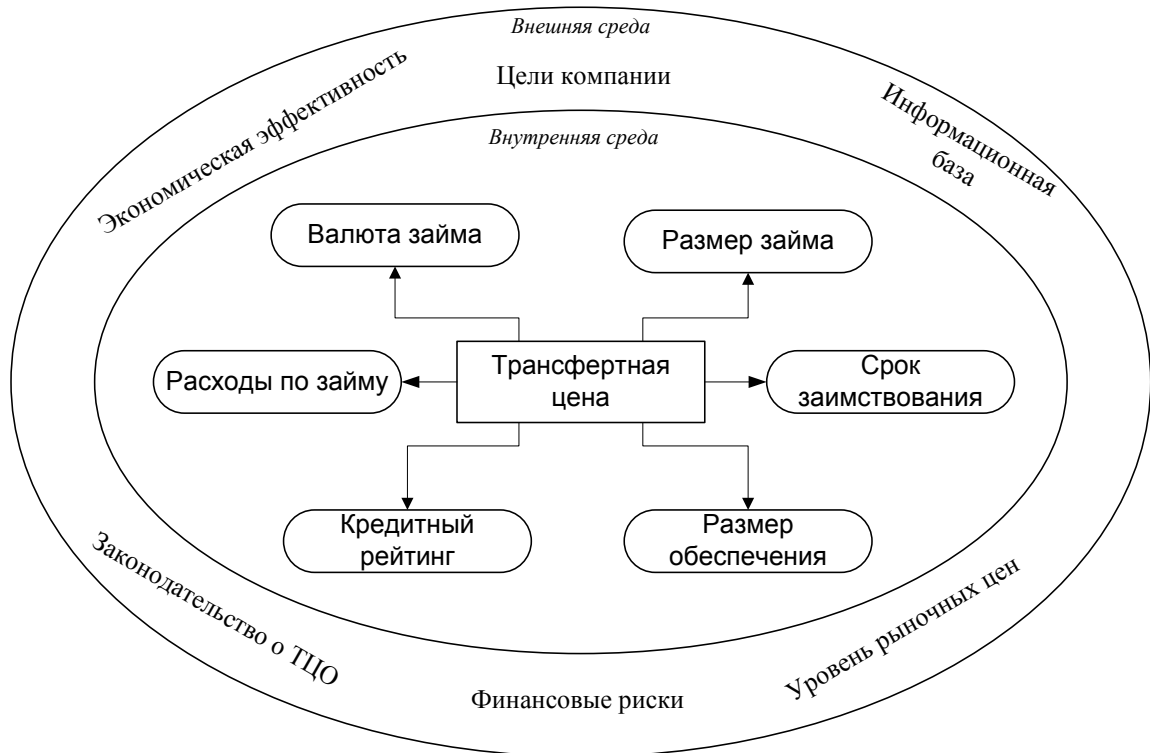 Внешняя среда
Цели компании
Экономическая эффективность
Информационная
база
Внутренняя среда
Валюта займа
Размер займа
Расходы по займу
Трансфертная
цена
Срок
заимствования
Кредитный
рейтинг
Размер
обеспечения
Законодательство о ТЦО
Финансовые риски
Уровень рыночных цен